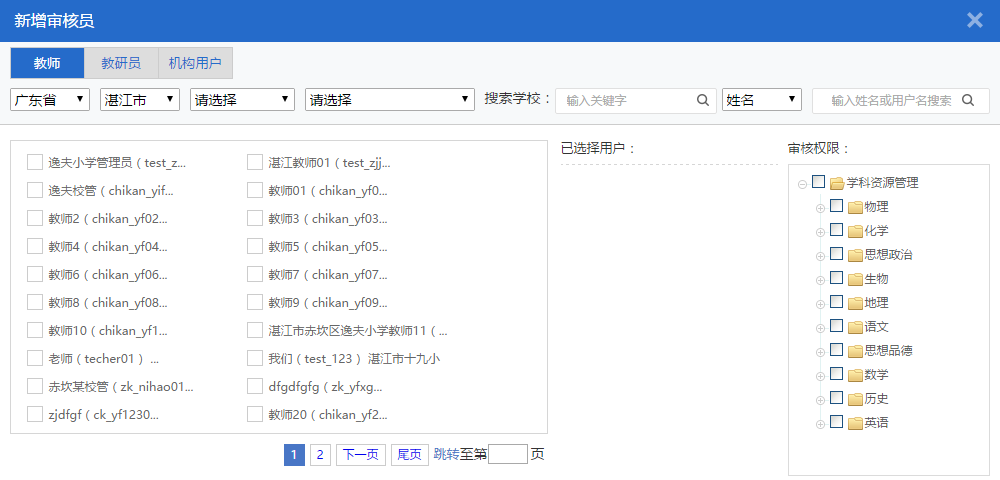 新增审核员
教师 教研员 机构用户
广东省 湛江市 请选择 请选择 搜索学校： 输入关键字 姓名 输入姓名或用户名搜索
已选择用户： 审核权限：
逸夫小学管理员（test_z... 湛江教师01（test_zjj...
逸夫校管（chikan_yif... 教师01（chikan_yf0...
教师2（chikan_yf02... 教师3（chikan_yf03...
教师4（chikan_yf04... 教师5（chikan_yf05...
教师6（chikan_yf06... 教师7（chikan_yf07...
教师8（chikan_yf08... 教师9（chikan_yf09...
教师10（chikan_yf1... 湛江市赤坎区逸夫小学教师11（...
老师（techer01 ） ... 我们（test_123 ） 湛江市十九小
赤坎某校管（zk_nihao01... dfgdfgfg（zk_yfxg...
zjdfgf（ck_yf1230... 教师20（chikan_yf2...
1 2 下一页 尾页 跳转至第 页
学科资源管理
物理
化学
思想政治
生物
地理
语文
思想品德
数学
历史
英语